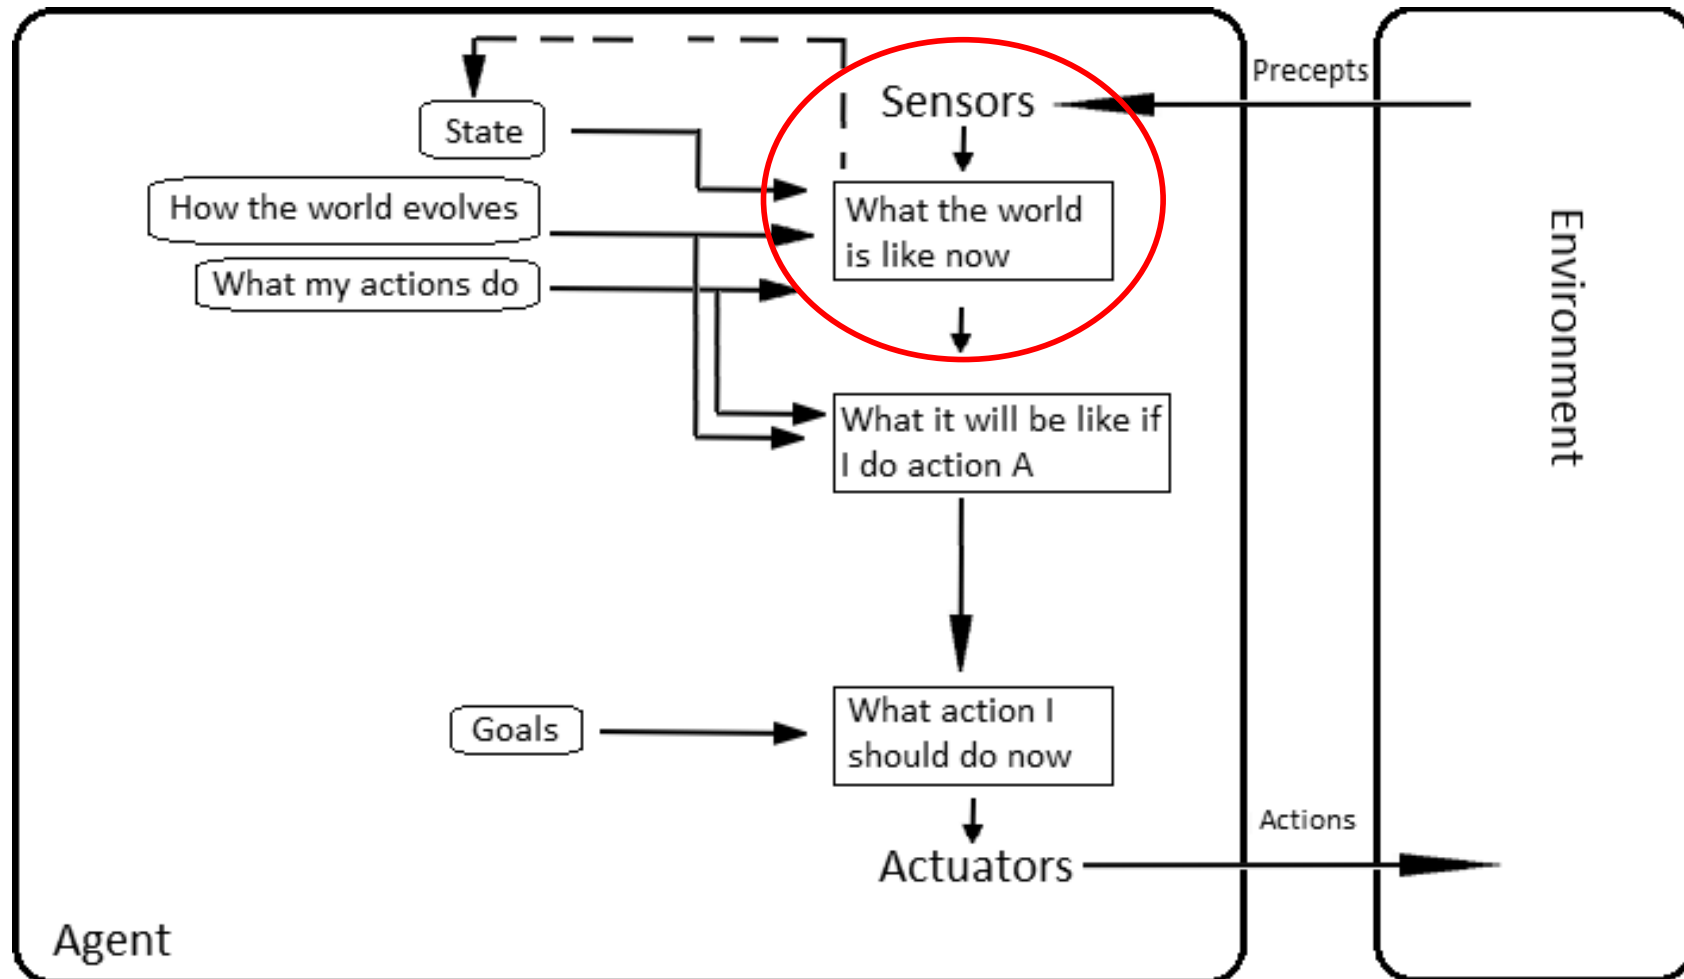 Precepts
Sensors
State
How the world evolves
What the world
is like now
What my actions do
Environment
What it will be like if
I do action A
Goals
What action I
should do now
Actions
Actuators
Agent